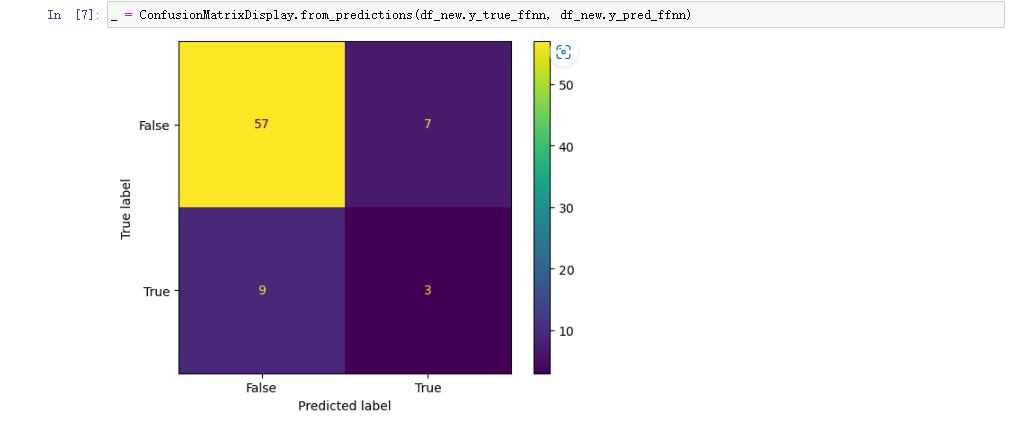 In [7]: _ = ConfusionMatrixDisplay.from_predictions(df_new.y_true_ffnn, df_new.y_pred_ffnn)
50
57
7
False
40
True label
30
20
9
3
True
10
False
True
Predicted label